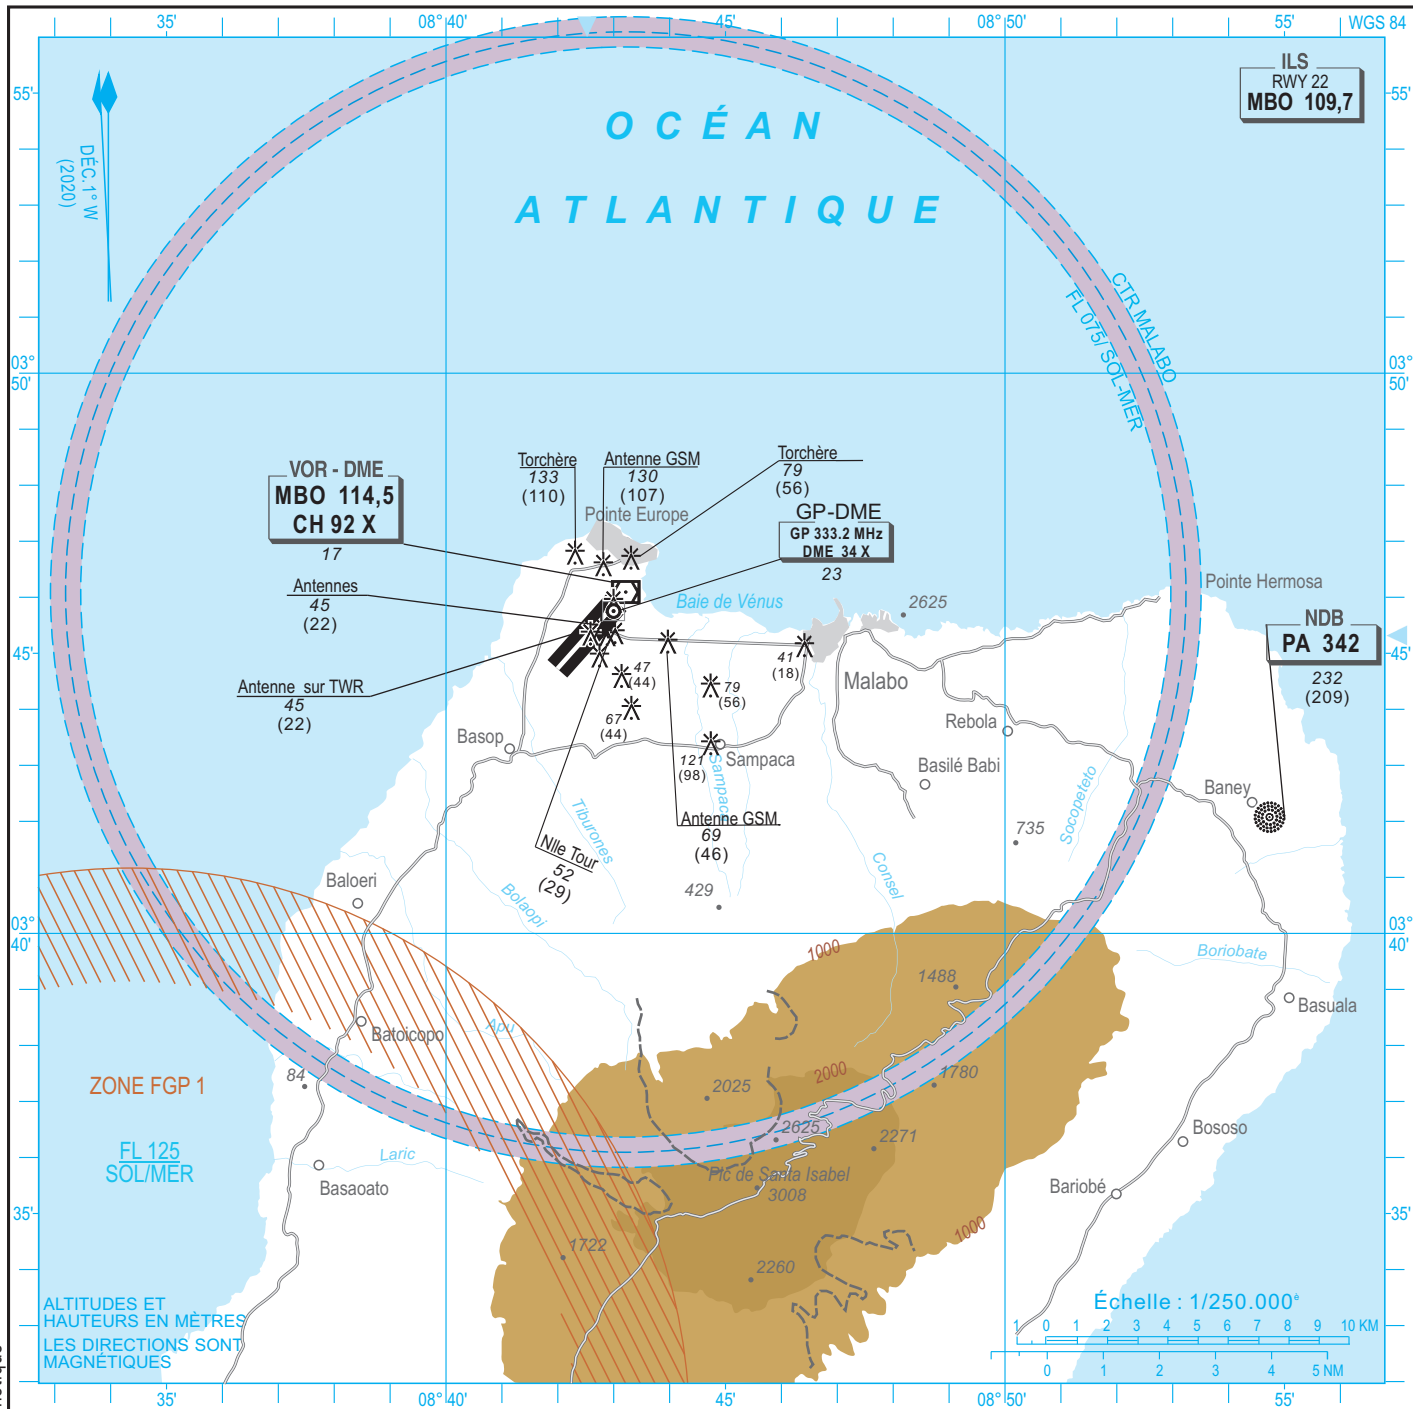 35'
08° 40'
45'
08° 50'
55'
WGS 84
ILS
RWY 22
MBO 109,7
55'
55'
DÉC.1° W
(2020)
OCÉAN
ATLANTIQUE
CTR MALABO
FL 075/ SOL-MER
03°
50'
03°
50'
VOR - DME
MBO 114,5
CH 92 X
17
Torchère
133
(110)
Antenne GSM
130
(107)
Torchère
79
(56)
Pointe Europe
GP-DME
GP 333.2 MHz
DME 34 X
23
Antennes
45
(22)
Baie de Vénus
2625
Pointe Hermosa
NDB
PA 342
232
(209)
45'
45'
Antenne sur TWR
45
(22)
47
(44)
79
(56)
41
(18)
Malabo
67
(44)
Rebola
Basop
121
(98)
Sampaca
Sampaca
Basilé Babi
Baney
Socopeteto
Tiburones
Antenne GSM
69
(46)
735
Nile Tour
52
(29)
Consel
Baloeri
Bolaopi
429
03°
40'
03°
40'
1000
1488
Boriobate
Basuala
Batoicopo
Apu
84
ZONE FGP 1
2000
1780
2025
FL 125
SOL/MER
Laric
2625
2271
Bososo
Basaoato
Pic de Santa Isabel
3008
Bariobé
35'
35'
1000
1722
2260
ALTITUDES ET
HAUTEURS EN MÈTRES
LES DIRECTIONS SONT
MAGNÉTIQUES
Échelle : 1/250.000è
1 0 1 2 3 4 5 6 7 8 9 10 KM
0 1 2 3 4 5 NM
35'
08° 40'
45'
08° 50'
55'